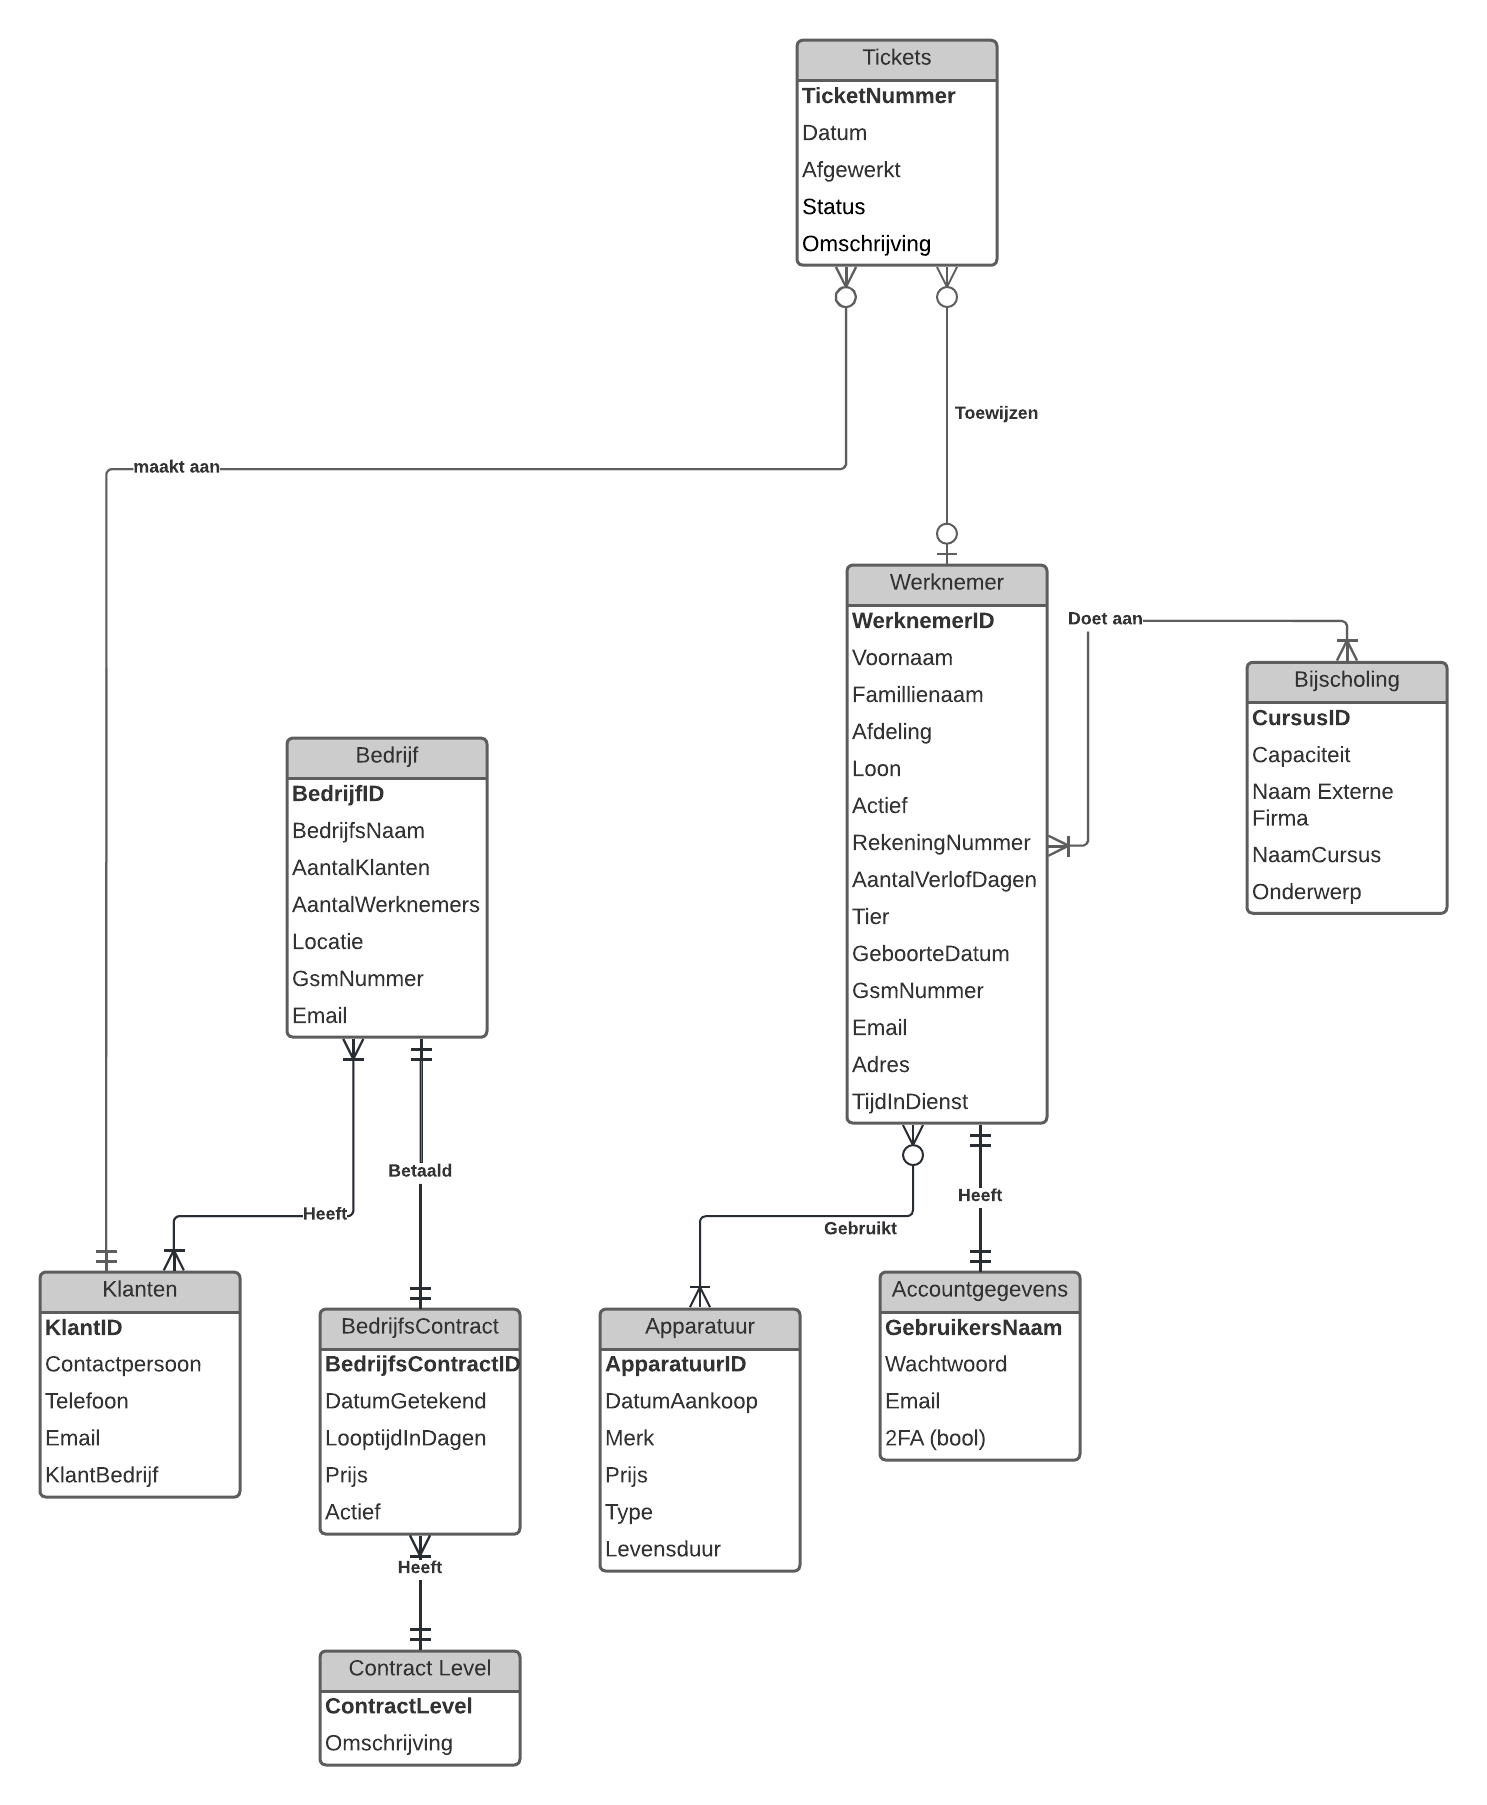 Tickets
TicketNummer
Datum
Afgewerkt
Status
Omschrijving
Toewijzen
maakt aan
Werknemer
WerknemerID
Voornaam
Famillienaam
Afdeling
Loon
Actief
RekeningNummer
AantalVerlofDagen
Tier
GeboorteDatum
GsmNummer
Email
Adres
TijdInDienst
Doet aan
Bijscholing
CursusID
Capaciteit
Naam Externe
Firma
NaamCursus
Onderwerp
Bedrijf
BedrijfID
BedrijfsNaam
AantalKlanten
AantalWerknemers
Locatie
GsmNummer
Email
Betaald
Heeft
Gebruikt
Heeft
Klanten
KlantID
Contactpersoon
Telefoon
Email
KlantBedrijf
BedrijfsContract
BedrijfsContractID
DatumGetekend
LooptijdInDagen
Prijs
Actief
Apparatuur
ApparatuurID
DatumAankoop
Merk
Prijs
Type
Levensduur
Accountgegevens
GebruikersNaam
Wachtwoord
Email
2FA (bool)
Heeft
Contract Level
ContractLevel
Omschrijving